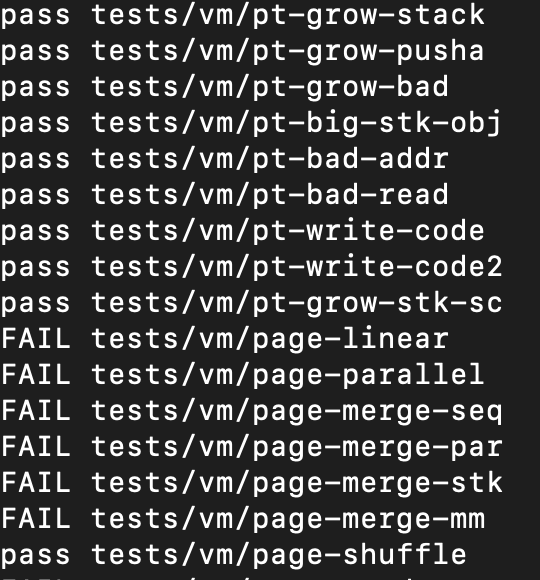 pass tests/vm/pt-grow-stack
pass tests/vm/pt-grow-pusha
pass tests/vm/pt-grow-bad
pass tests/vm/pt-big-stk-obj
pass tests/vm/pt-bad-addr
pass tests/vm/pt-bad-read
pass tests/vm/pt-write-code
pass tests/vm/pt-write-code2
pass tests/vm/pt-grow-stk-sc
FAIL tests/vm/page-linear
FAIL tests/vm/page-parallel
FAIL tests/vm/page-merge-seq
FAIL tests/vm/page-merge-par
FAIL tests/vm/page-merge-stk
FAIL tests/vm/page-merge-mm
pass tests/vm/page-shuffle